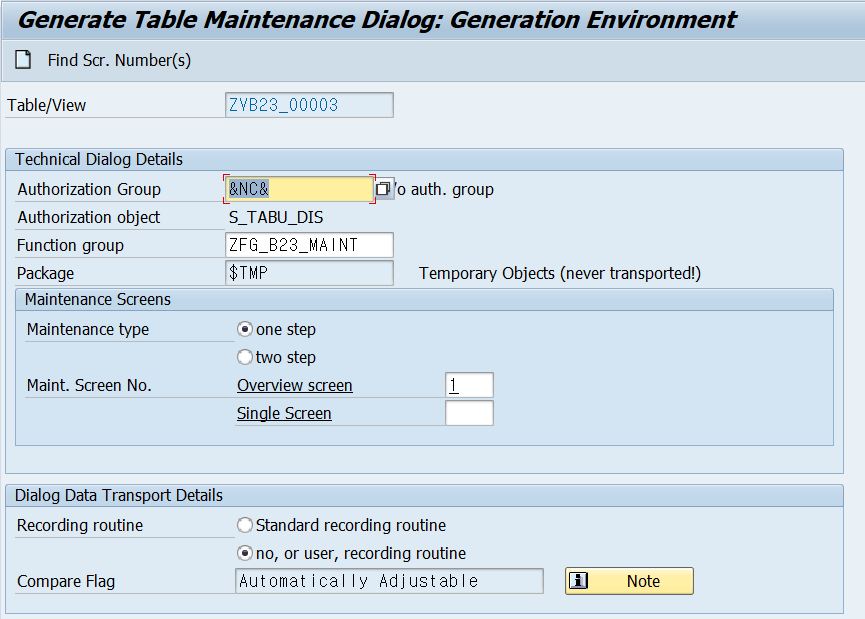 Generate Table Maintenance Dialog: Generation Environment
Find Scr. Number(s)
Table/View ZVB23_00003
Technical Dialog Details
Authorization Group &NC& /o auth. group
Authorization object S_TABU_DIS
Function group ZFG_B23_MAINT
Package $TMP Temporary Objects (never transported!)
Maintenance Screens
Maintenance type one step
two step
Maint. Screen No. Overview screen 1
Single Screen
Dialog Data Transport Details
Recording routine Standard recording routine
no, or user, recording routine
Compare Flag Automatically Adjustable Note